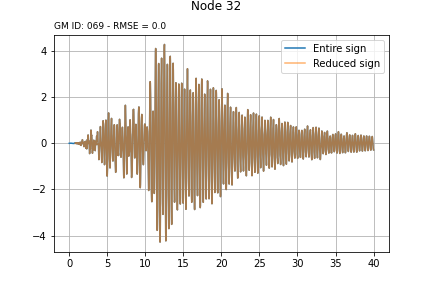 Node 32
GM ID: 069 - RMSE = 0.0
Entire sign
Reduced sign
4
2
0
−2
−4
0 5 10 15 20 25 30 35 40